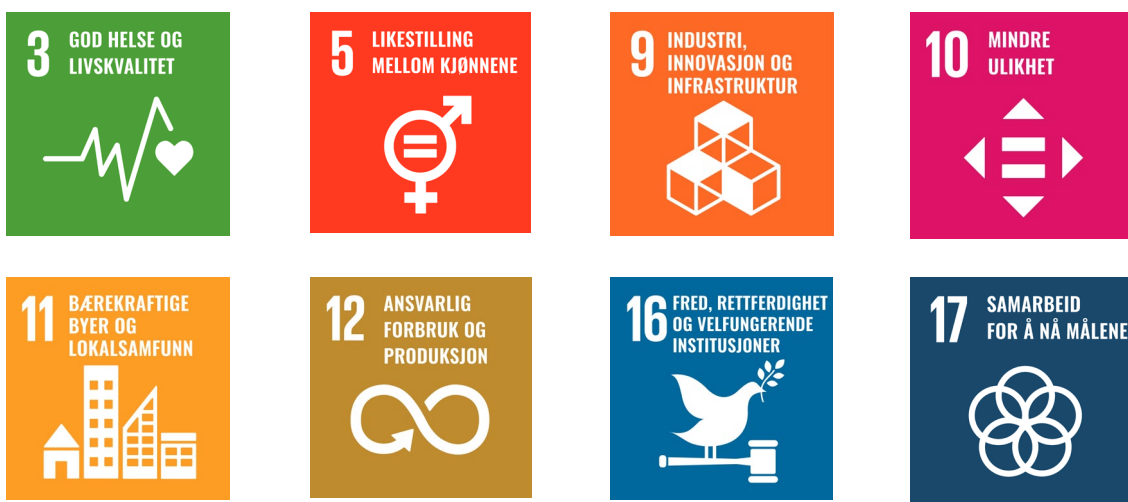 3 GOD HELSE OG
LIVSKVALITET
5 LIKESTILLING
MELLOM KJØNNENE
9 INDUSTRI,
INNOVASJON OG
INFRASTRUKTUR
10 MINDRE
ULIKHET
11 BÆREKRAFTIGE
BYER OG
LOKALSAMFUNN
12 ANSVARLIG
FORBRUK OG
PRODUKSJON
16 FRED, RETTFERDIGHET
OG VELFUNGERENDE
INSTITUSJONER
17 SAMARBEID
FOR Å NÅ MÅLENE